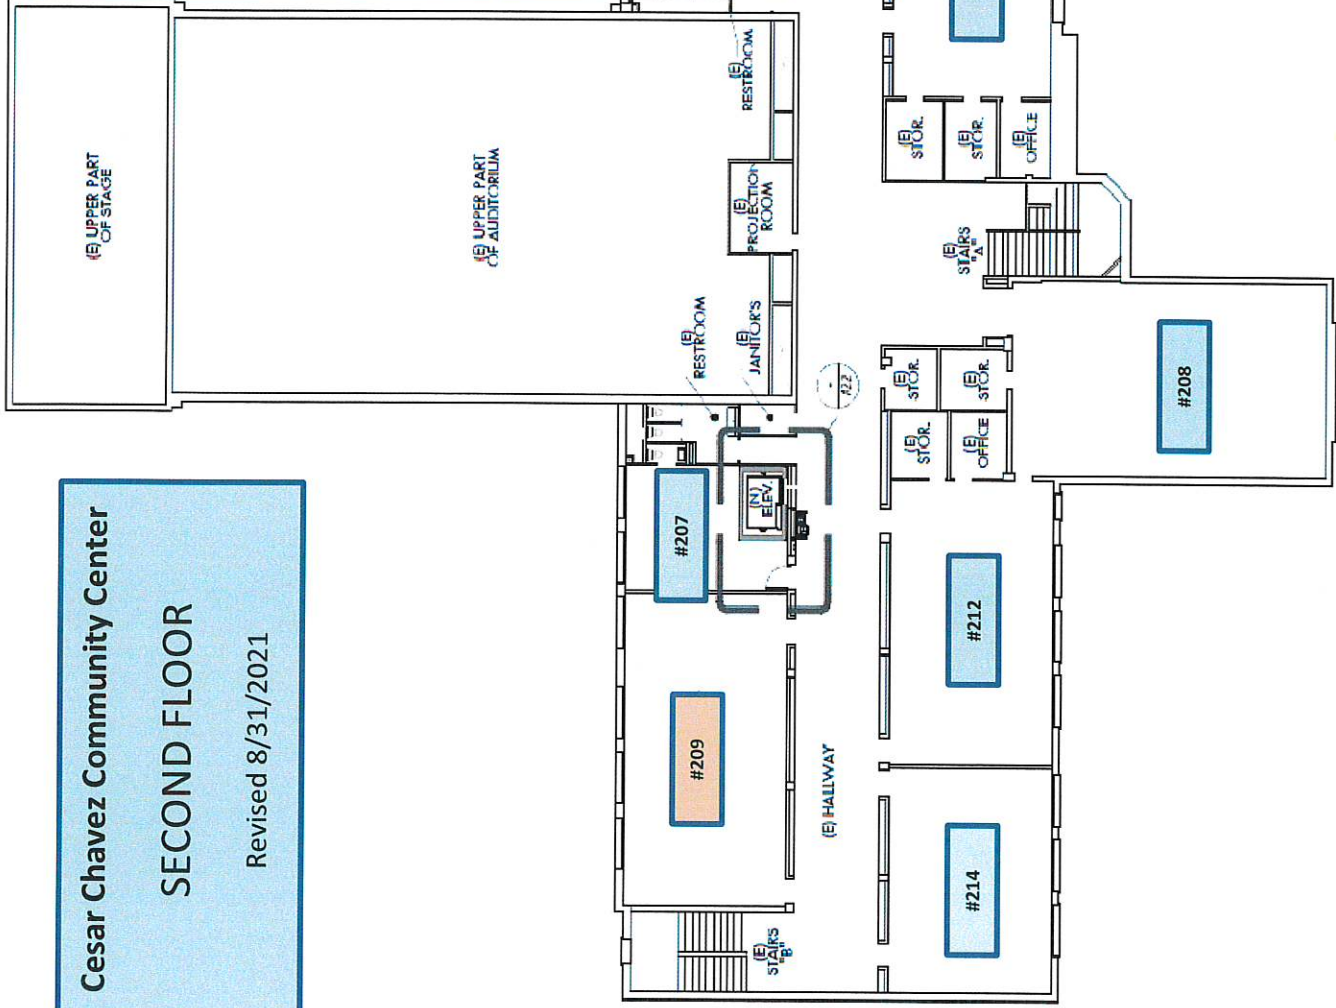 Cesar Chavez Community Center
SECOND FLOOR
Revised 8/31/2021
(E) UPPER PART
OF STAGE
(E) UPPER PART
OF AUDITORIUM
(E)
RESTROOM
(E)
PROJECTION
ROOM
(E)
RESTROOM
(E)
JANITOR'S
(N)
ELEV.
-
A2.2
#207
#209
(E)
STAIRS
"B"
(E) HALLWAY
(E)
STOR.
(E)
STOR.
(E)
OFFICE
(E)
STAIRS
"A"
(E)
STOR.
(E)
STOR.
(E)
STOR.
(E)
OFFICE
#208
#212
#214